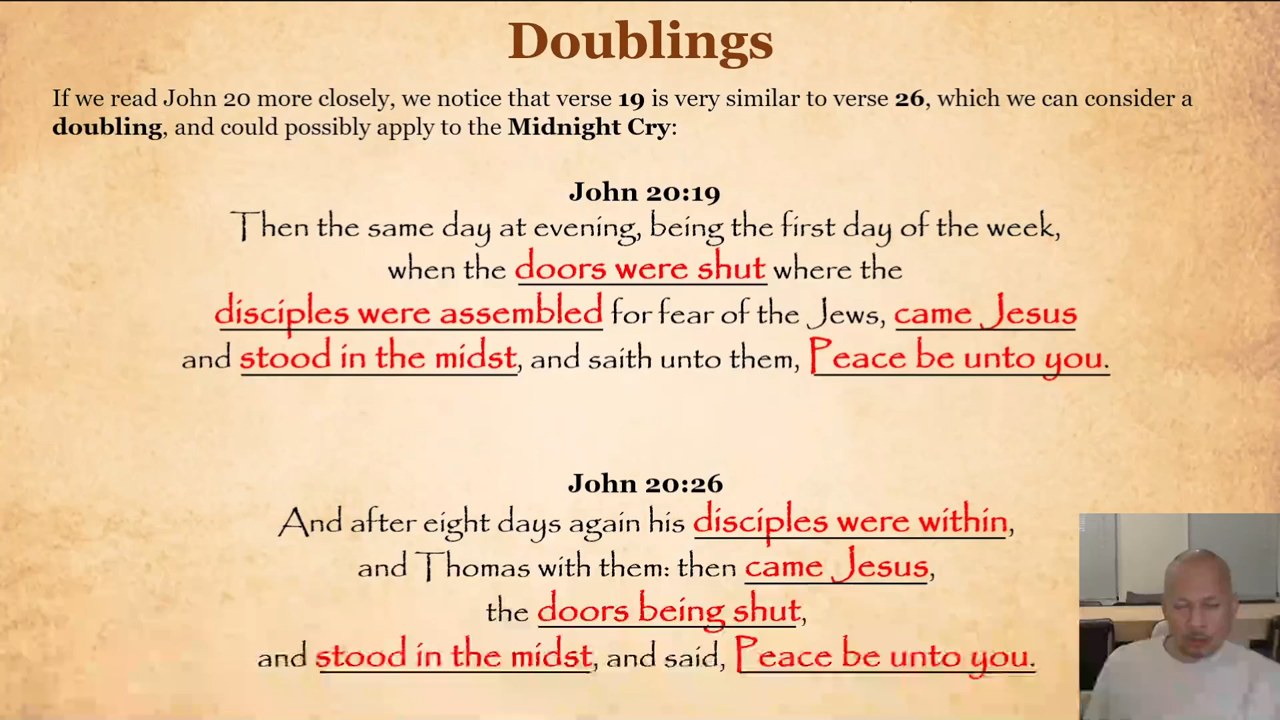 Doublings
If we read John 20 more closely, we notice that verse 19 is very similar to verse 26, which we can consider a
doubling, and could possibly apply to the Midnight Cry:
John 20:19
Then the same day at evening, being the first day of the week,
when the doors were shut where the
disciples were assembled for fear of the Jews, came Jesus
and stood in the midst, and saith unto them, Peace be unto you.
John 20:26
And after eight days again his disciples were within,
and Thomas with them: then came Jesus,
the doors being shut,
and stood in the midst, and said, Peace be unto you.